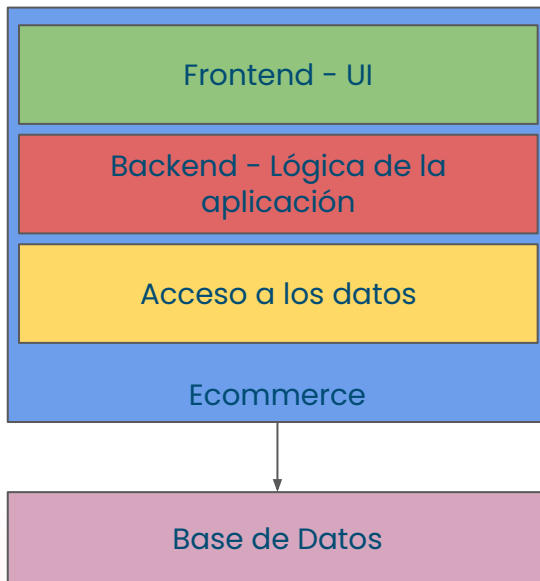 Frontend - UI
Backend - Lógica de la
aplicación
Acceso a los datos
Ecommerce
Base de Datos